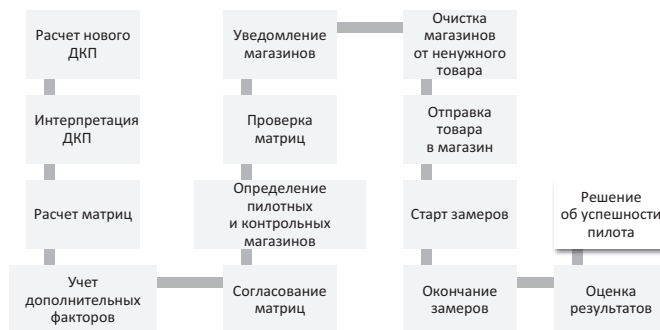 Расчет нового
ДКП
Интерпретация
ДКП
Расчет матриц
Учет
дополнительных
факторов
Согласование
матриц
Определение
пилотных
и контрольных
магазинов
Проверка
матриц
Уведомление
магазинов
Очистка
магазинов
от ненужного
товара
Отправка
товара
в магазин
Старт замеров
Окончание
замеров
Оценка
результатов
Решение
об успешности
пилота